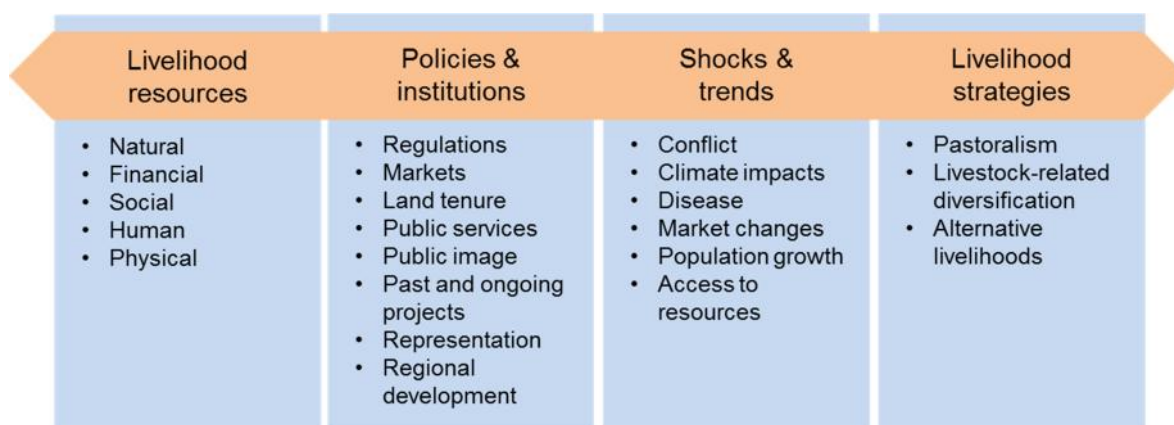 Livelihood
resources
Policies &
institutions
Shocks &
trends
Livelihood
strategies
• Natural
• Financial
• Social
• Human
• Physical
• Regulations
• Markets
• Land tenure
• Public services
• Public image
• Past and ongoing
projects
• Representation
• Regional
development
• Conflict
• Climate impacts
• Disease
• Market changes
• Population growth
• Access to
resources
• Pastoralism
• Livestock-related
diversification
• Alternative
livelihoods